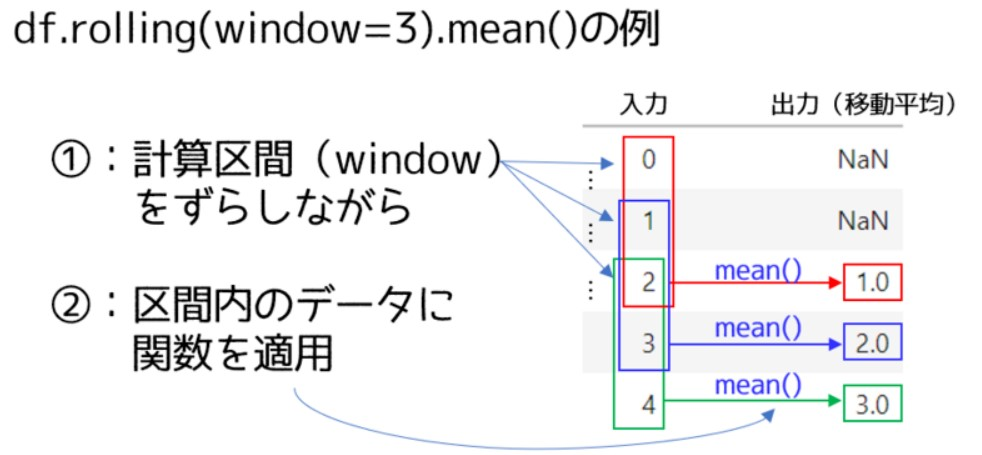 df.rolling(window=3).mean()の例
入力 出力（移動平均）
①：計算区間（window）
をずらしながら
②：区間内のデータに
関数を適用
0 NaN
1 NaN
2 mean() 1.0
3 mean() 2.0
4 mean() 3.0